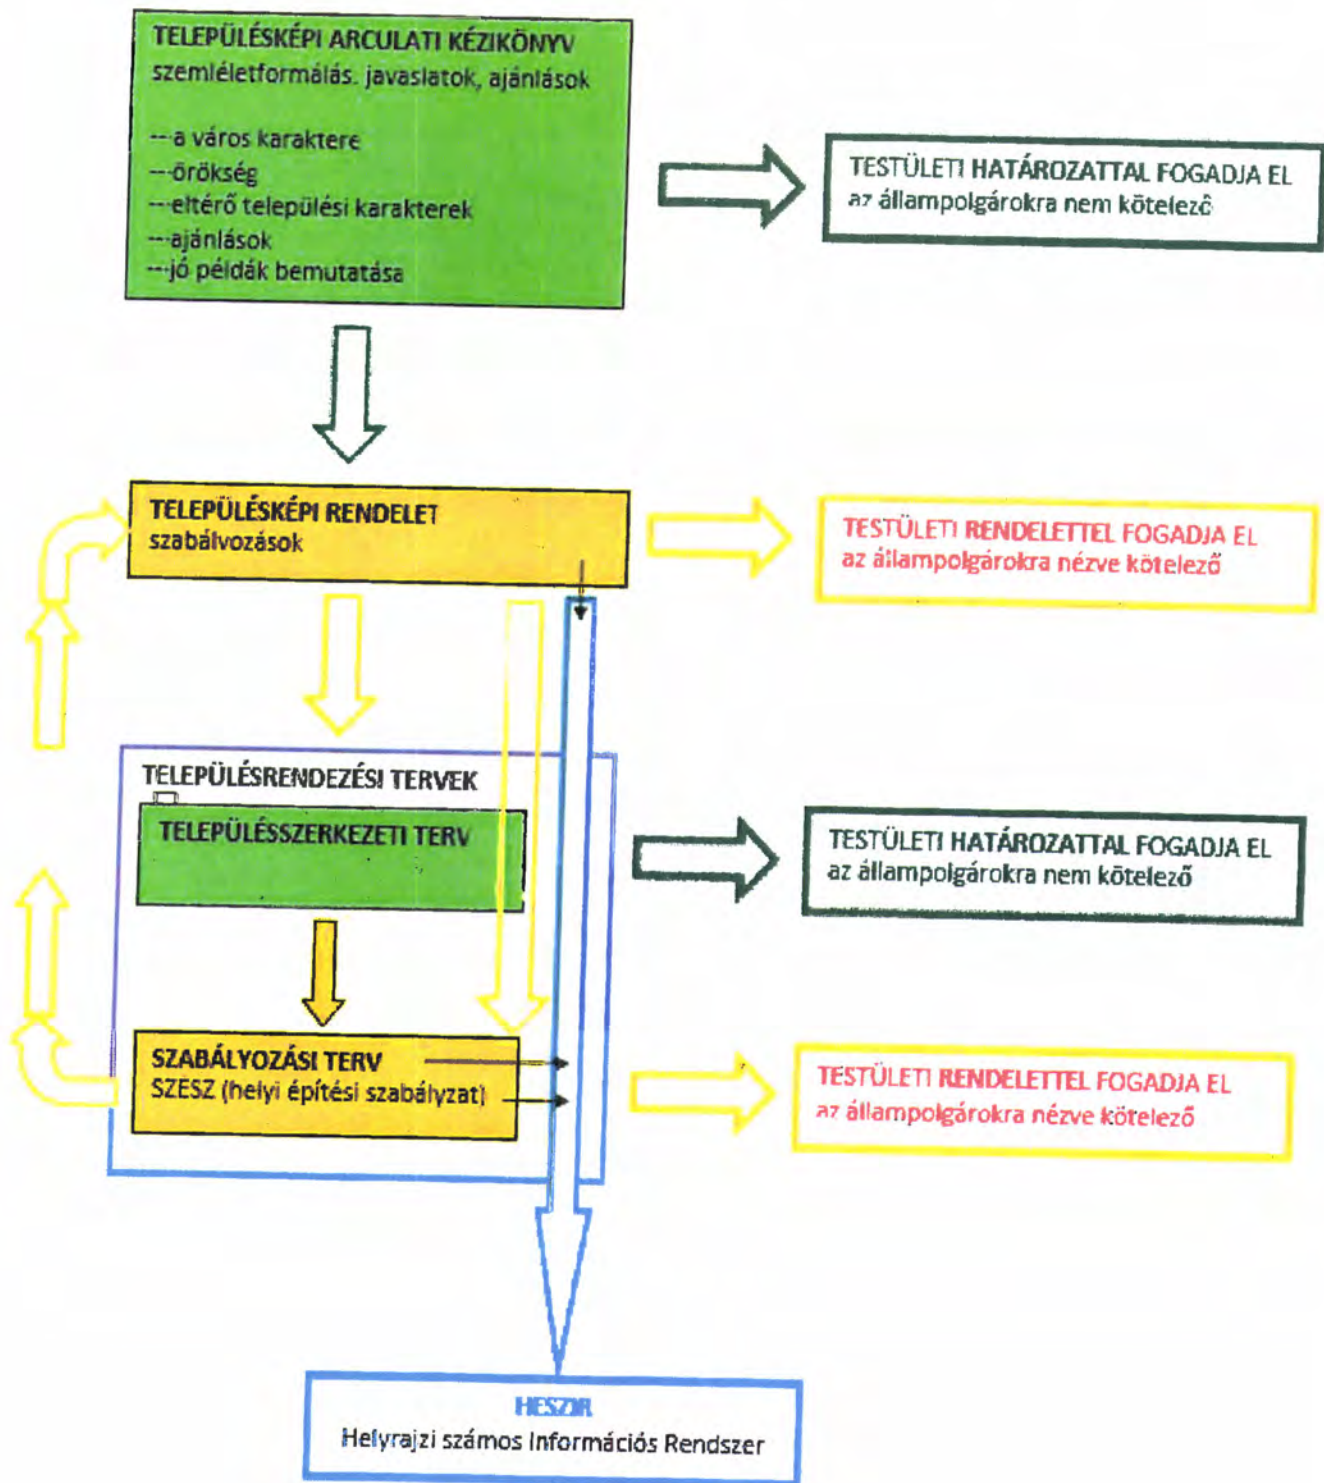 TELEPÜLÉSKÉPI ARCULATI KÉZIKÖNYV
szemléletformálás. javaslatok, ajánlások
---a város karaktere
---örökség
---eltérő települési karakterek
---ajánlások
---jó példák bemutatása
TESTÜLETI HATÁROZATTAL FOGADJA EL
az állampolgárokra nem kötelező
TELEPÜLÉSKÉPI RENDELET
szabályozások
TESTÜLETI RENDELETTEL FOGADJA EL
az állampolgárokra nézve kötelező
TELEPÜLÉSRENDEZÉSI TERVEK
TELEPÜLÉSSZERKEZETI TERV
TESTÜLETI HATÁROZATTAL FOGADJA EL
az állampolgárokra nem kötelező
SZABÁLYOZÁSI TERV
SZÉSZ (helyi építési szabályzat)
TESTÜLETI RENDELETTEL FOGADJA EL
az állampolgárokra nézve kötelező
HESZIR
Helyrajzi számos Információs Rendszer